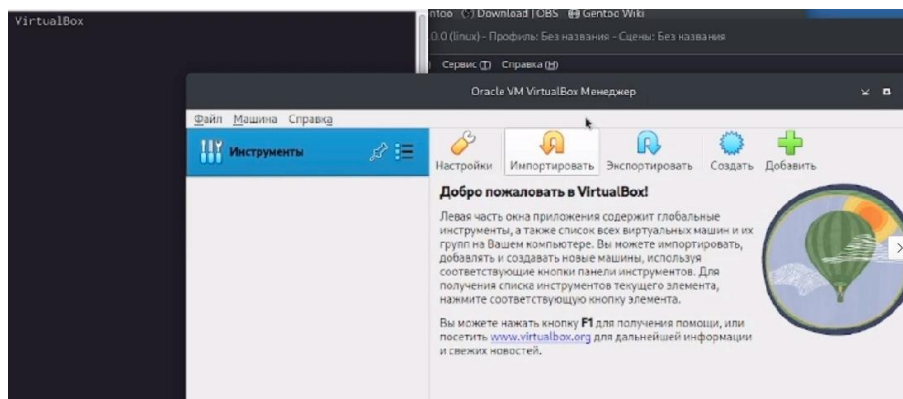 VirtualBox
ntoo Download | OBS Gentoo Wiki
0.0 (linux) - Профиль: Без названия - Сцены: Без названия
Сервис (T) Справка (H)
Oracle VM VirtualBox Менеджер
Файл Машина Справка
Инструменты
Настройки Импортировать Экспортировать Создать Добавить
Добро пожаловать в VirtualBox!
Левая часть окна приложения содержит глобальные
инструменты, а также список всех виртуальных машин и их
групп на Вашем компьютере. Вы можете импортировать,
добавлять и создавать новые машины, используя
соответствующие кнопки панели инструментов. Для
получения списка инструментов текущего элемента,
нажмите соответствующую кнопку элемента.
Вы можете нажать кнопку F1 для получения помощи, или
посетить www.virtualbox.org для дальнейшей информации
и свежих новостей.